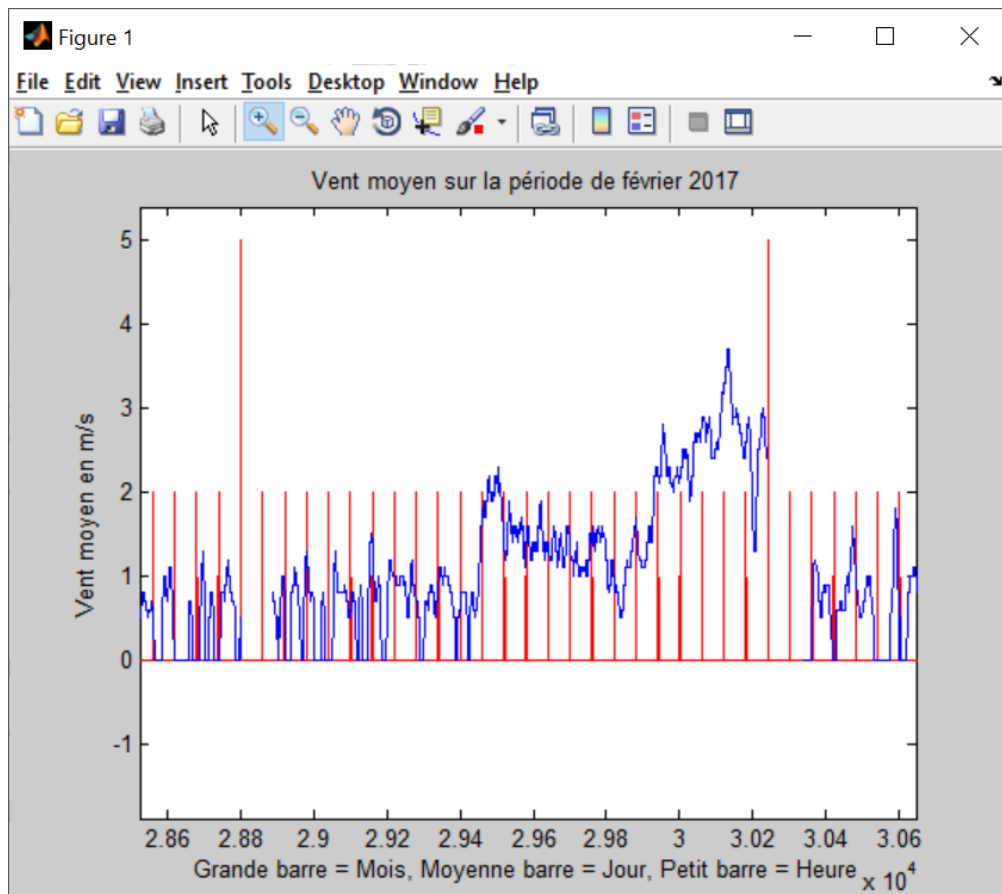 Figure 1
File Edit View Insert Tools Desktop Window Help
Vent moyen sur la période de février 2017
5
4
3
2
1
0
-1
Vent moyen en m/s
2.86 2.88 2.9 2.92 2.94 2.96 2.98 3 3.02 3.04 3.06
Grande barre = Mois, Moyenne barre = Jour, Petit barre = Heure
x 10^4